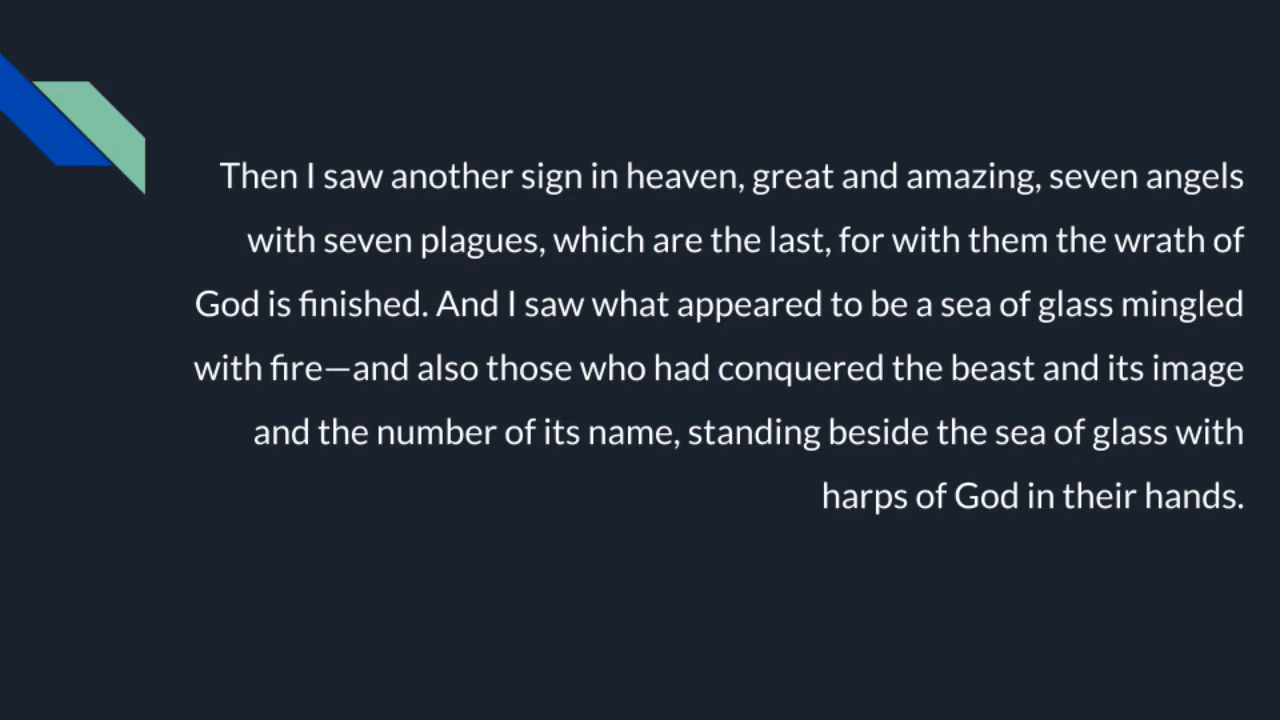 Then I saw another sign in heaven, great and amazing, seven angels
with seven plagues, which are the last, for with them the wrath of
God is finished. And I saw what appeared to be a sea of glass mingled
with fire—and also those who had conquered the beast and its image
and the number of its name, standing beside the sea of glass with
harps of God in their hands.